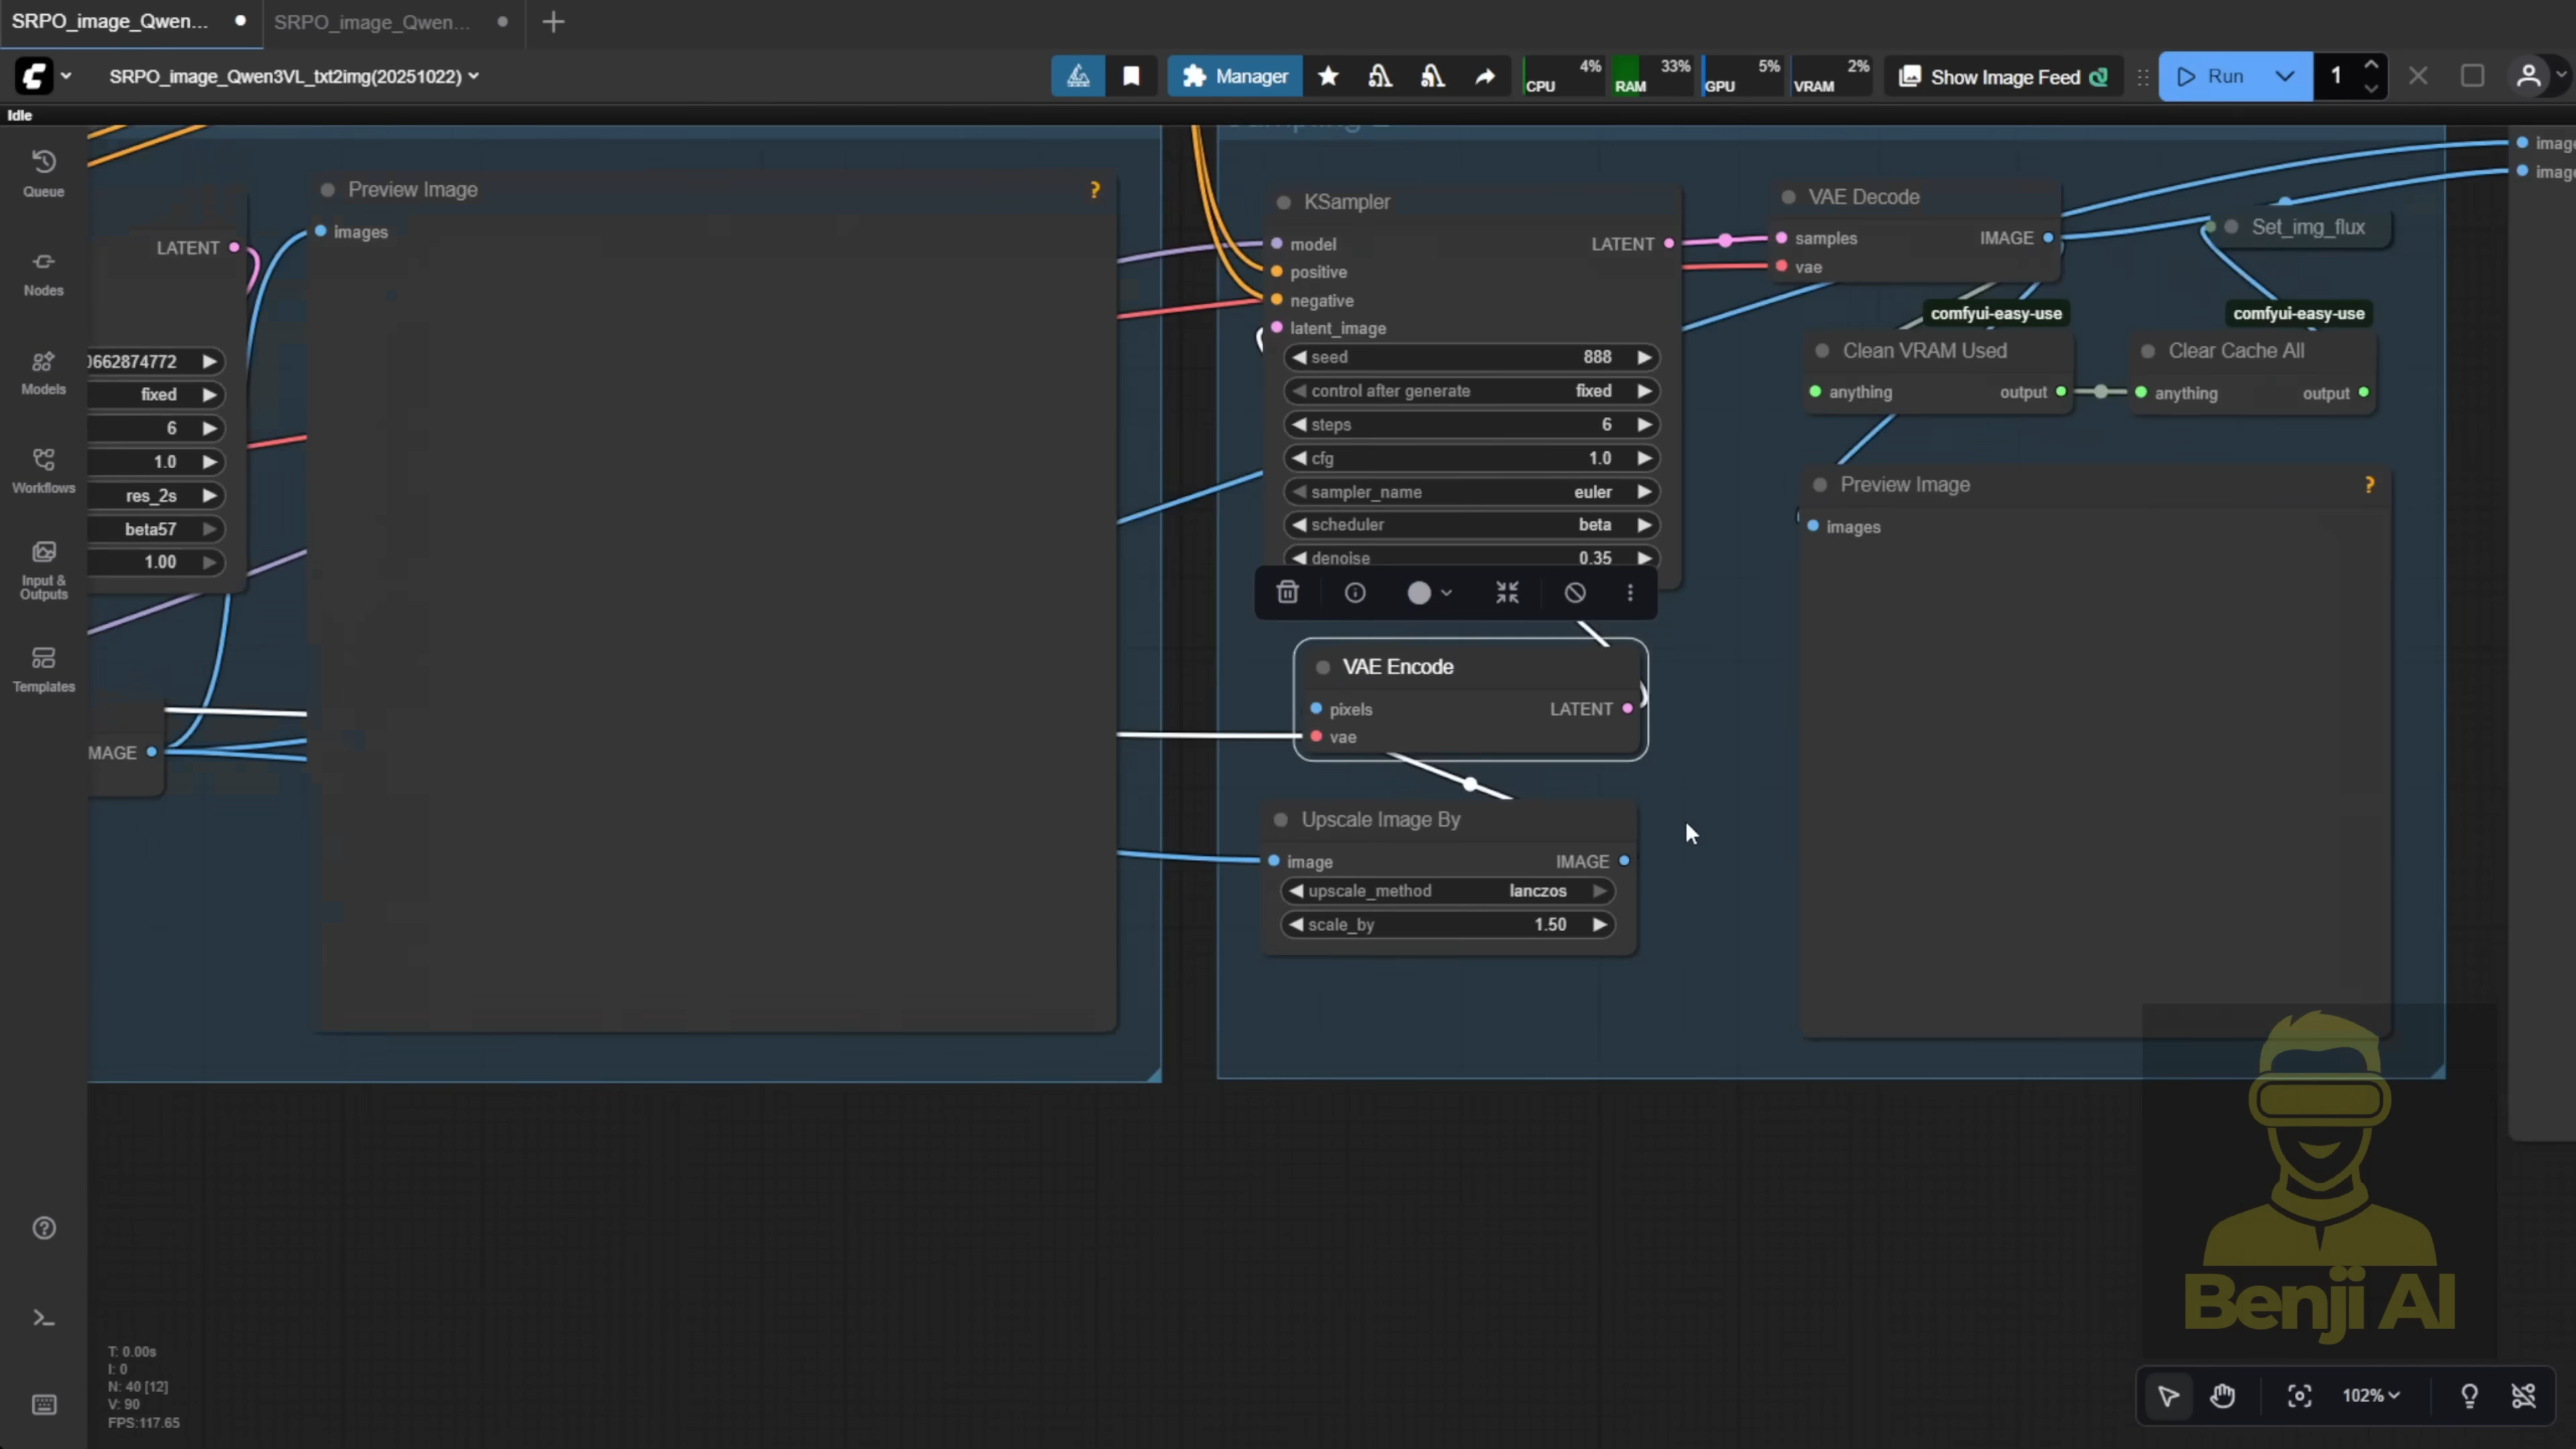 SRPO_image_Qwen...
SRPO_image_Qwen...
SRPO_image_Qwen3VL_txt2img(20251022)
Manager
CPU
4%
RAM
33%
GPU
5%
VRAM
2%
Show Image Feed
Run
1
Idle
Queue
Nodes
Models
Workflows
Input &
Outputs
Templates
LATENT
0662874772
fixed
6
1.0
res_2s
beta57
1.00
MAGE
Preview Image
?
images
KSampler
model
LATENT
positive
negative
latent_image
seed
888
control after generate
fixed
steps
6
cfg
1.0
sampler_name
euler
scheduler
beta
denoise
0.35
VAE Encode
pixels
LATENT
vae
Upscale Image By
image
IMAGE
upscale_method
lanczos
scale_by
1.50
VAE Decode
samples
IMAGE
vae
Set_img_flux
comfyui-easy-use
comfyui-easy-use
Clean VRAM Used
anything
output
Clear Cache All
anything
output
Preview Image
?
images
imag
imag
Benji AI
T: 0.00s
I: 0
N: 40 [12]
V: 90
FPS:117.65
102%